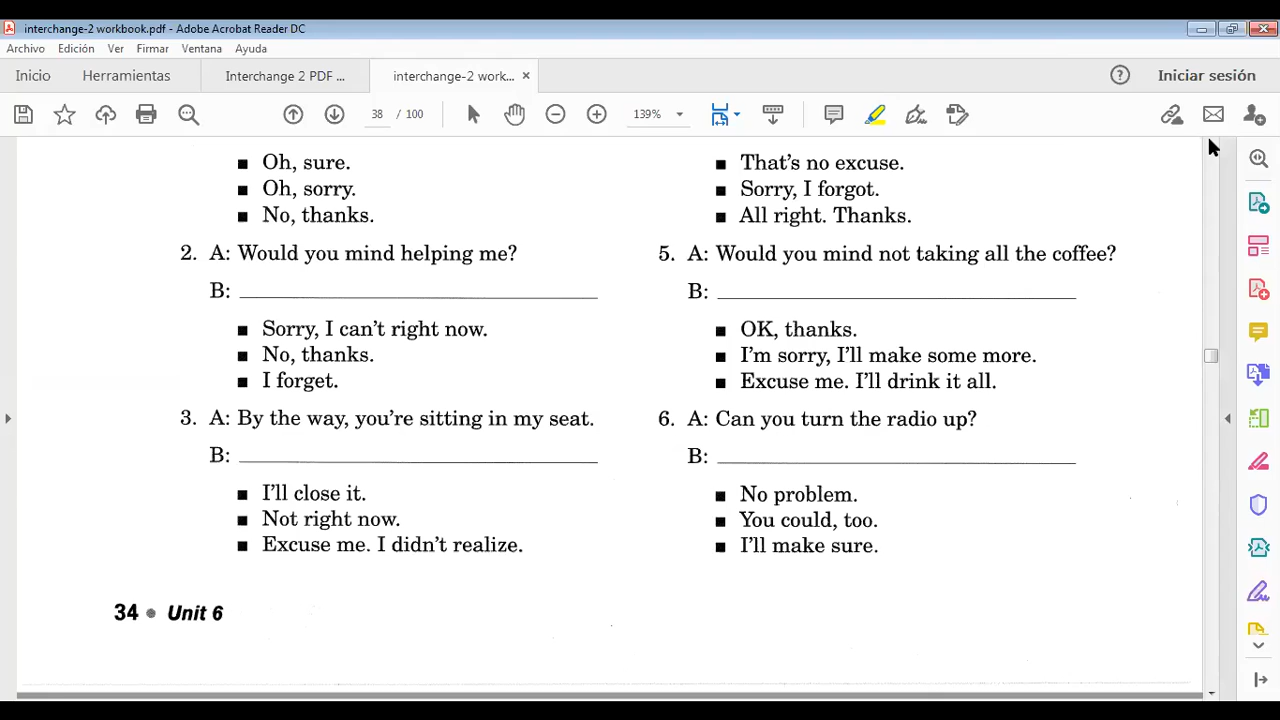 interchange-2 workbook.pdf - Adobe Acrobat Reader DC
Archivo Edición Ver Firmar Ventana Ayuda
Inicio Herramientas Interchange 2 PDF ... interchange-2 work... × Iniciar sesión
38 / 100 139%
■ Oh, sure.
■ Oh, sorry.
■ No, thanks.
2. A: Would you mind helping me?
B: ______________________
■ Sorry, I can't right now.
■ No, thanks.
■ I forget.
3. A: By the way, you're sitting in my seat.
B: ______________________
■ I'll close it.
■ Not right now.
■ Excuse me. I didn't realize.
■ That's no excuse.
■ Sorry, I forgot.
■ All right. Thanks.
5. A: Would you mind not taking all the coffee?
B: ______________________
■ OK, thanks.
■ I'm sorry, I'll make some more.
■ Excuse me. I'll drink it all.
6. A: Can you turn the radio up?
B: ______________________
■ No problem.
■ You could, too.
■ I'll make sure.
34 • Unit 6